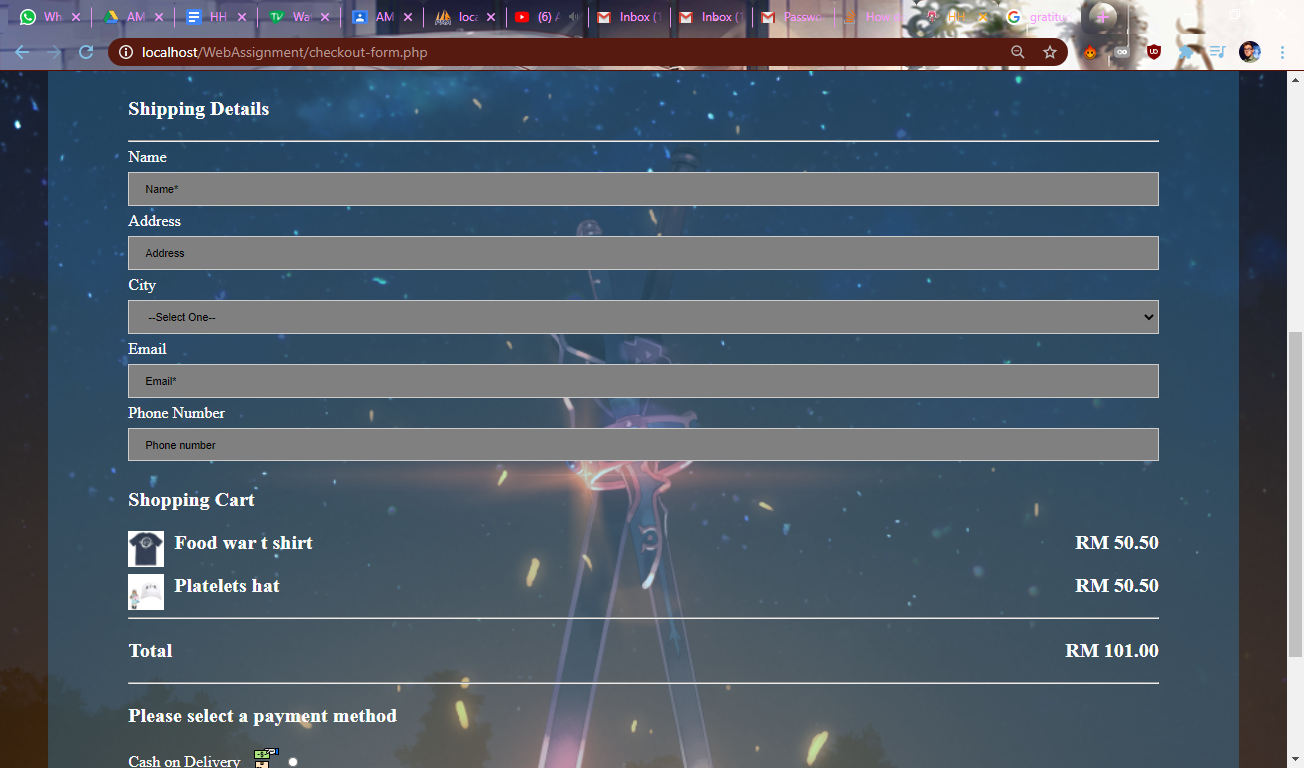 Wh
AM
HH
Wa
AM
loca
(6) A
Inbox (1
Inbox (
Passwo
How
HH
gratitu
localhost/WebAssignment/checkout-form.php
Shipping Details
Name
Name*
Address
Address
City
--Select One--
Email
Email*
Phone Number
Phone number
Shopping Cart
Food war t shirt RM 50.50
Platelets hat RM 50.50
Total RM 101.00
Please select a payment method
Cash on Delivery